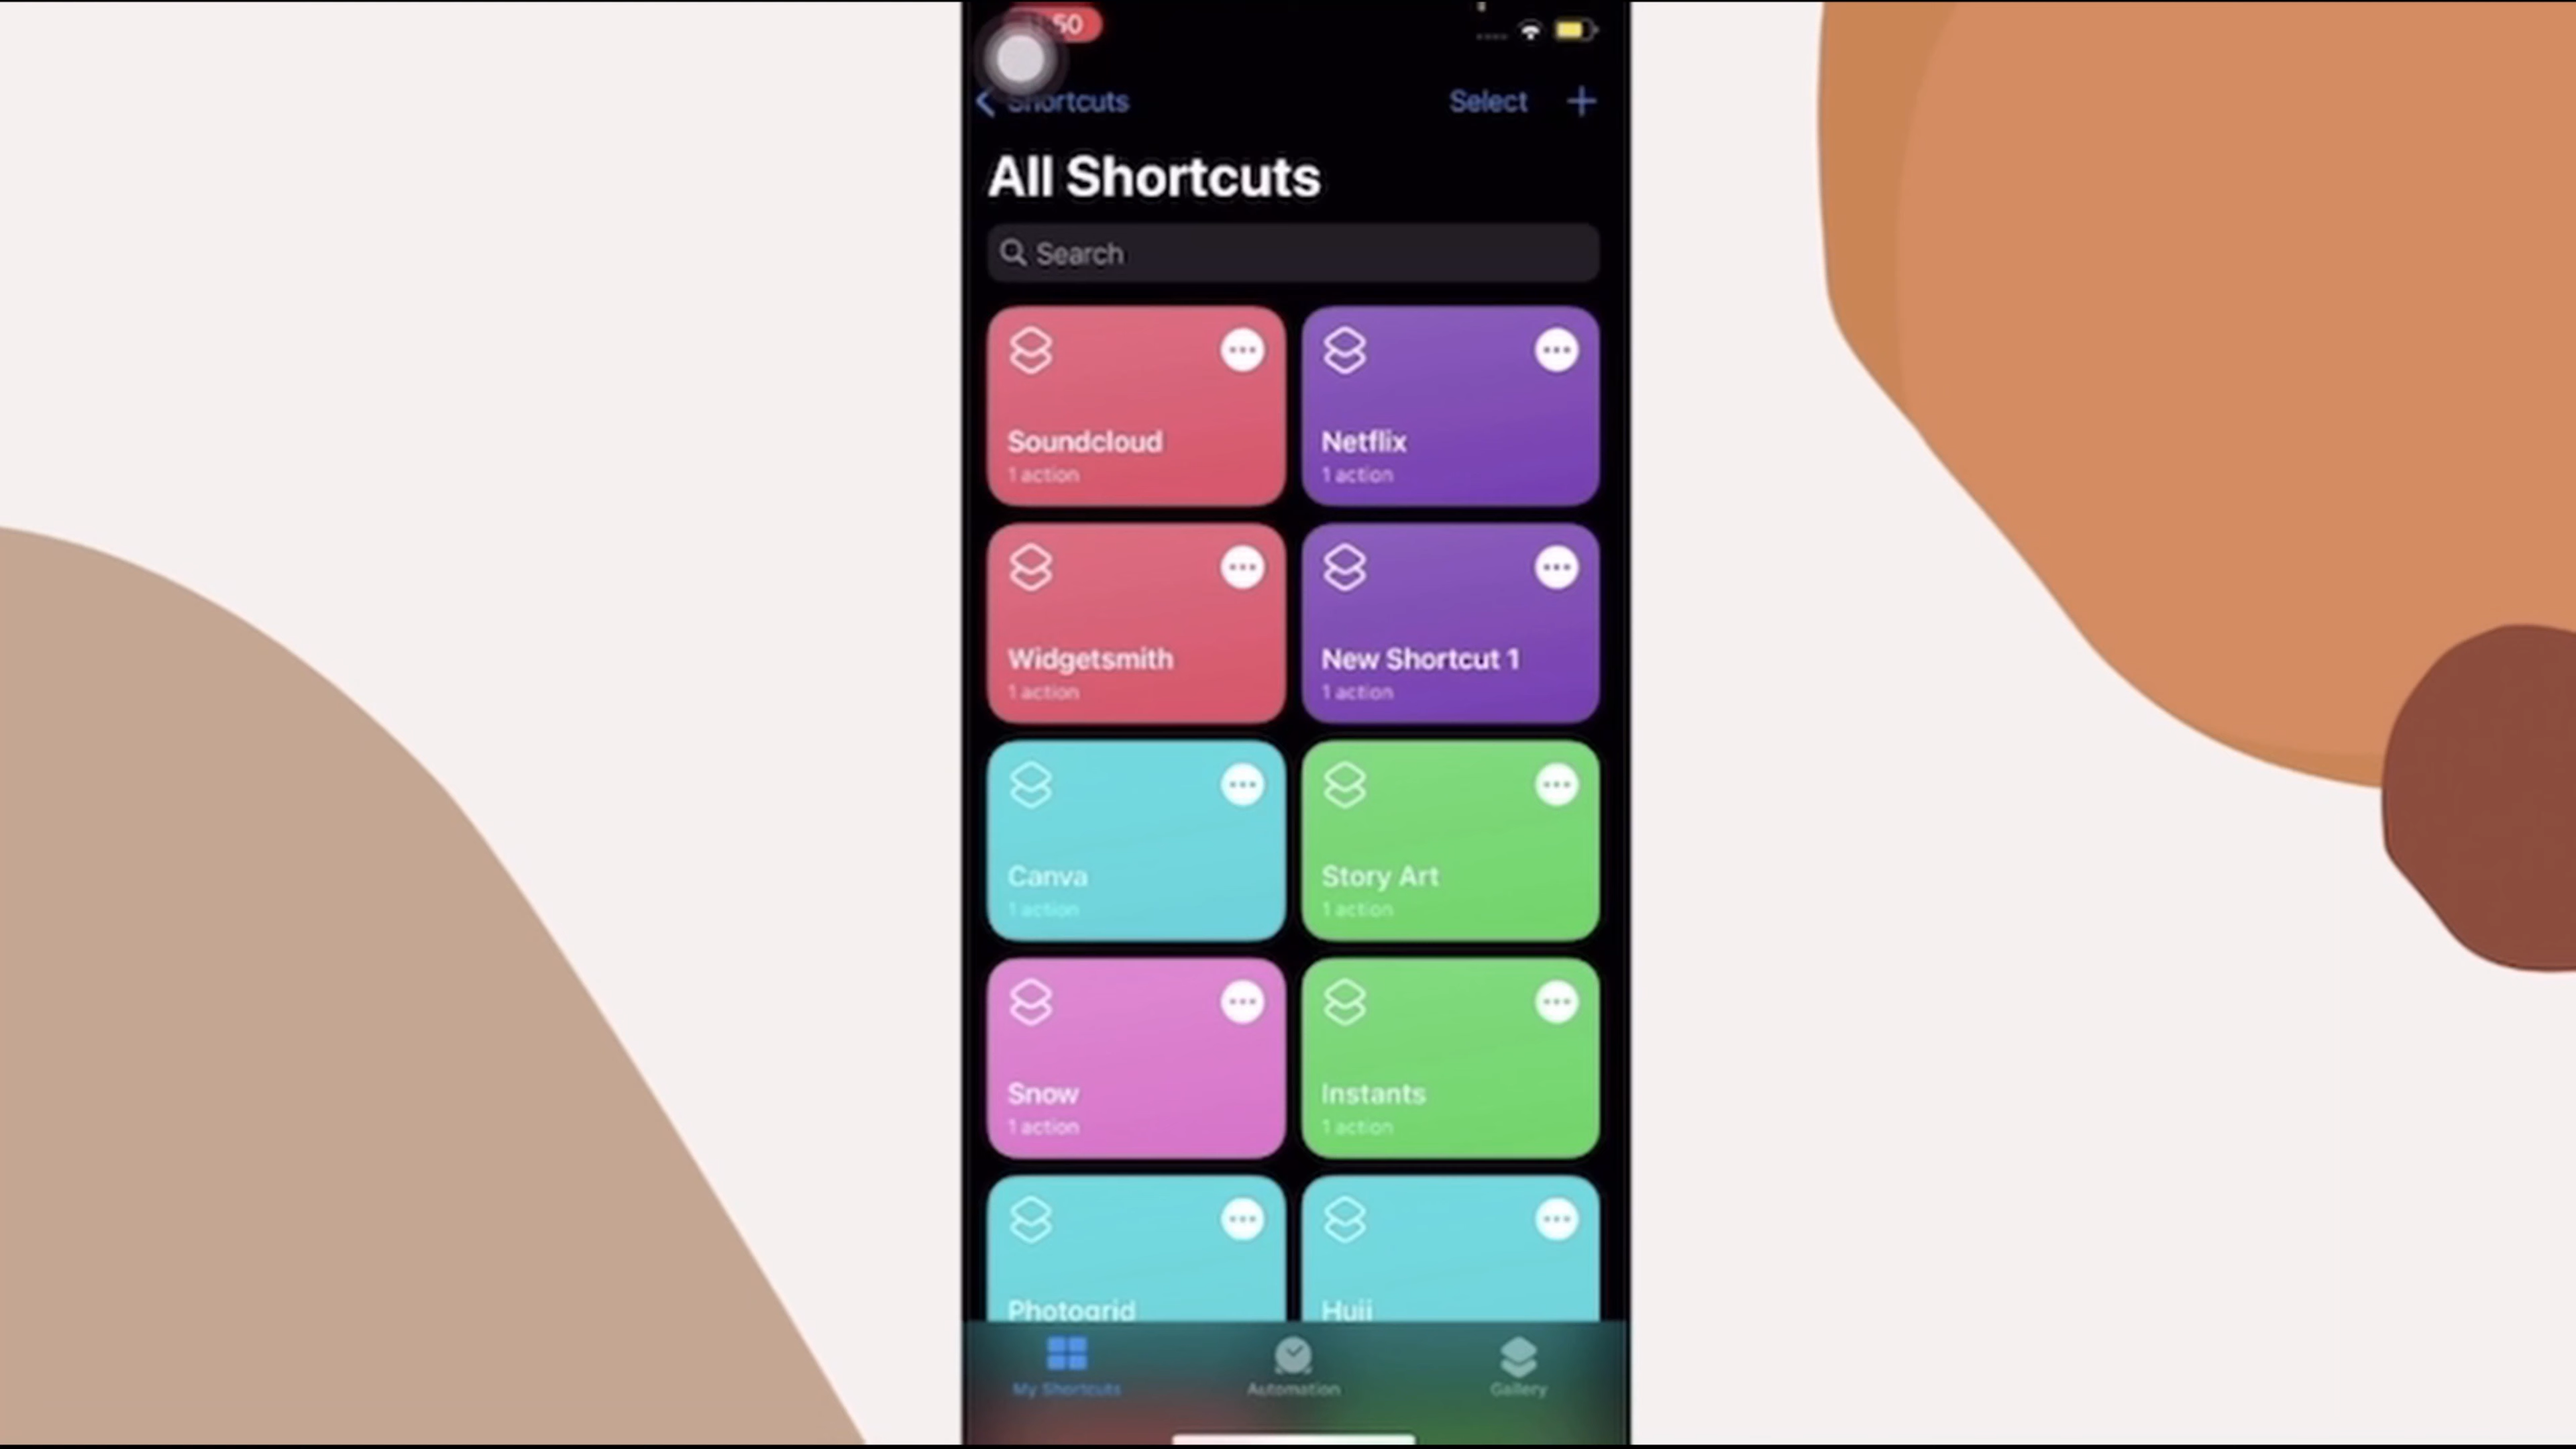 Shortcuts
Select
All Shortcuts
Search
Soundcloud
1 action
Netflix
1 action
Widgetsmith
1 action
New Shortcut 1
1 action
Canva
1 action
Story Art
1 action
Snow
1 action
Instants
1 action
Photogrid
Huji
My Shortcuts
Automation
Gallery